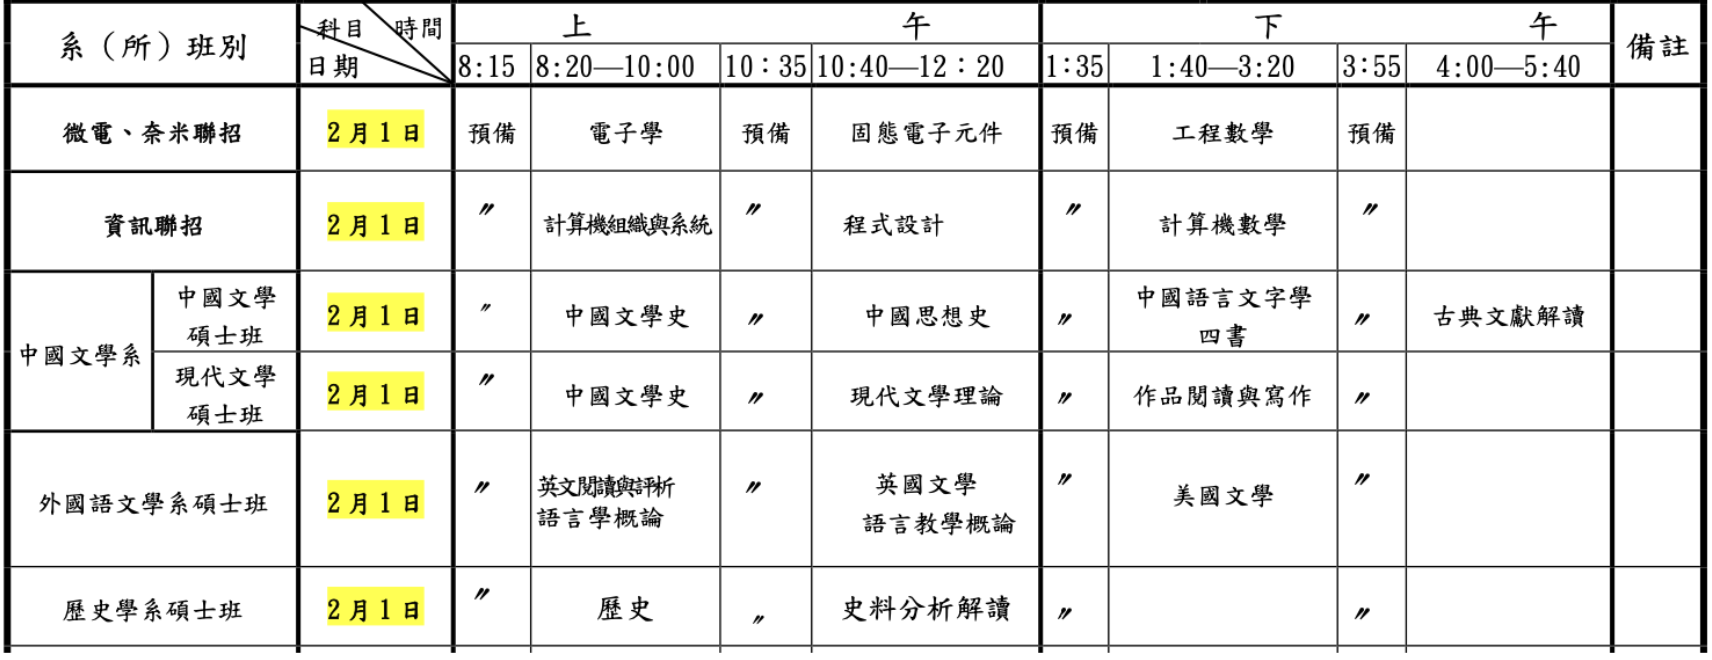 系（所）班別 科目 時間 日期 上 午 下 午 備註
8:15 8:20—10:00 10：35 10:40—12：20 1:35 1:40—3:20 3:55 4:00—5:40
微電、奈米聯招 2月1日 預備 電子學 預備 固態電子元件 預備 工程數學 預備
資訊聯招 2月1日 〃 計算機組織與系統 〃 程式設計 〃 計算機數學 〃
中國文學系
中國文學
碩士班
2月1日 〃 中國文學史 〃 中國思想史 〃
中國語言文字學
四書
〃 古典文獻解讀
現代文學
碩士班
2月1日 〃 中國文學史 〃 現代文學理論 〃 作品閱讀與寫作 〃
外國語文學系碩士班 2月1日 〃
英文閱讀與評析
語言學概論
〃
英國文學
語言教學概論
〃 美國文學 〃
歷史學系碩士班 2月1日 〃 歷史 〃 史料分析解讀 〃 〃